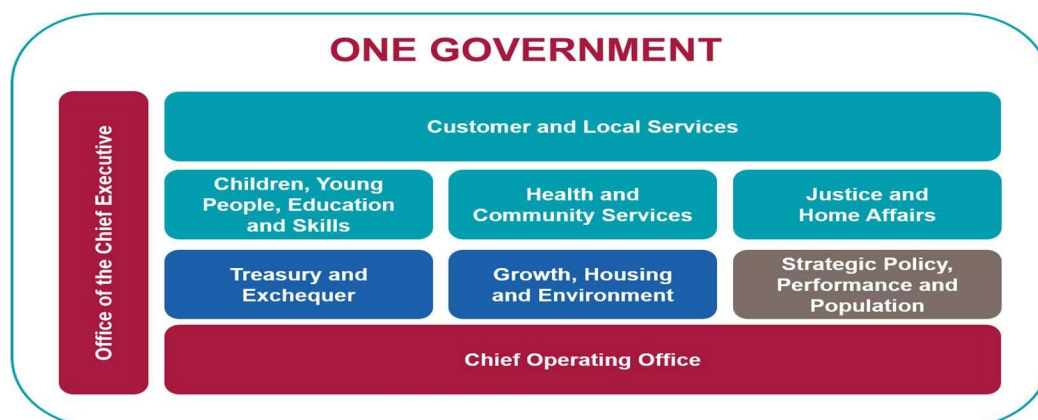 ONE GOVERNMENT
Office of the Chief Executive
Customer and Local Services
Children, Young
People, Education
and Skills
Health and
Community Services
Justice and
Home Affairs
Treasury and
Exchequer
Growth, Housing
and Environment
Strategic Policy,
Performance and
Population
Chief Operating Office